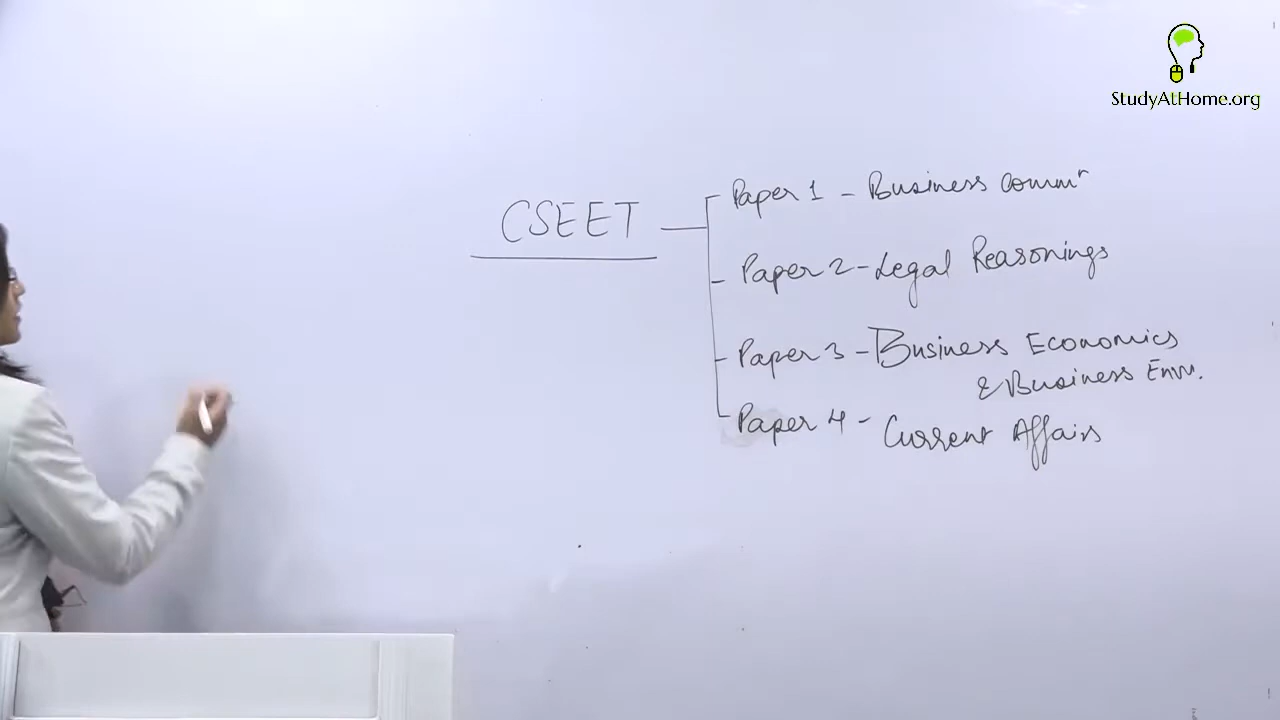 StudyAtHome.org
CSEET
Paper 1 - Business Commⁿ
Paper 2 - Legal Reasonings
Paper 3 - Business Economics
& Business Env.
Paper 4 - Current Affairs